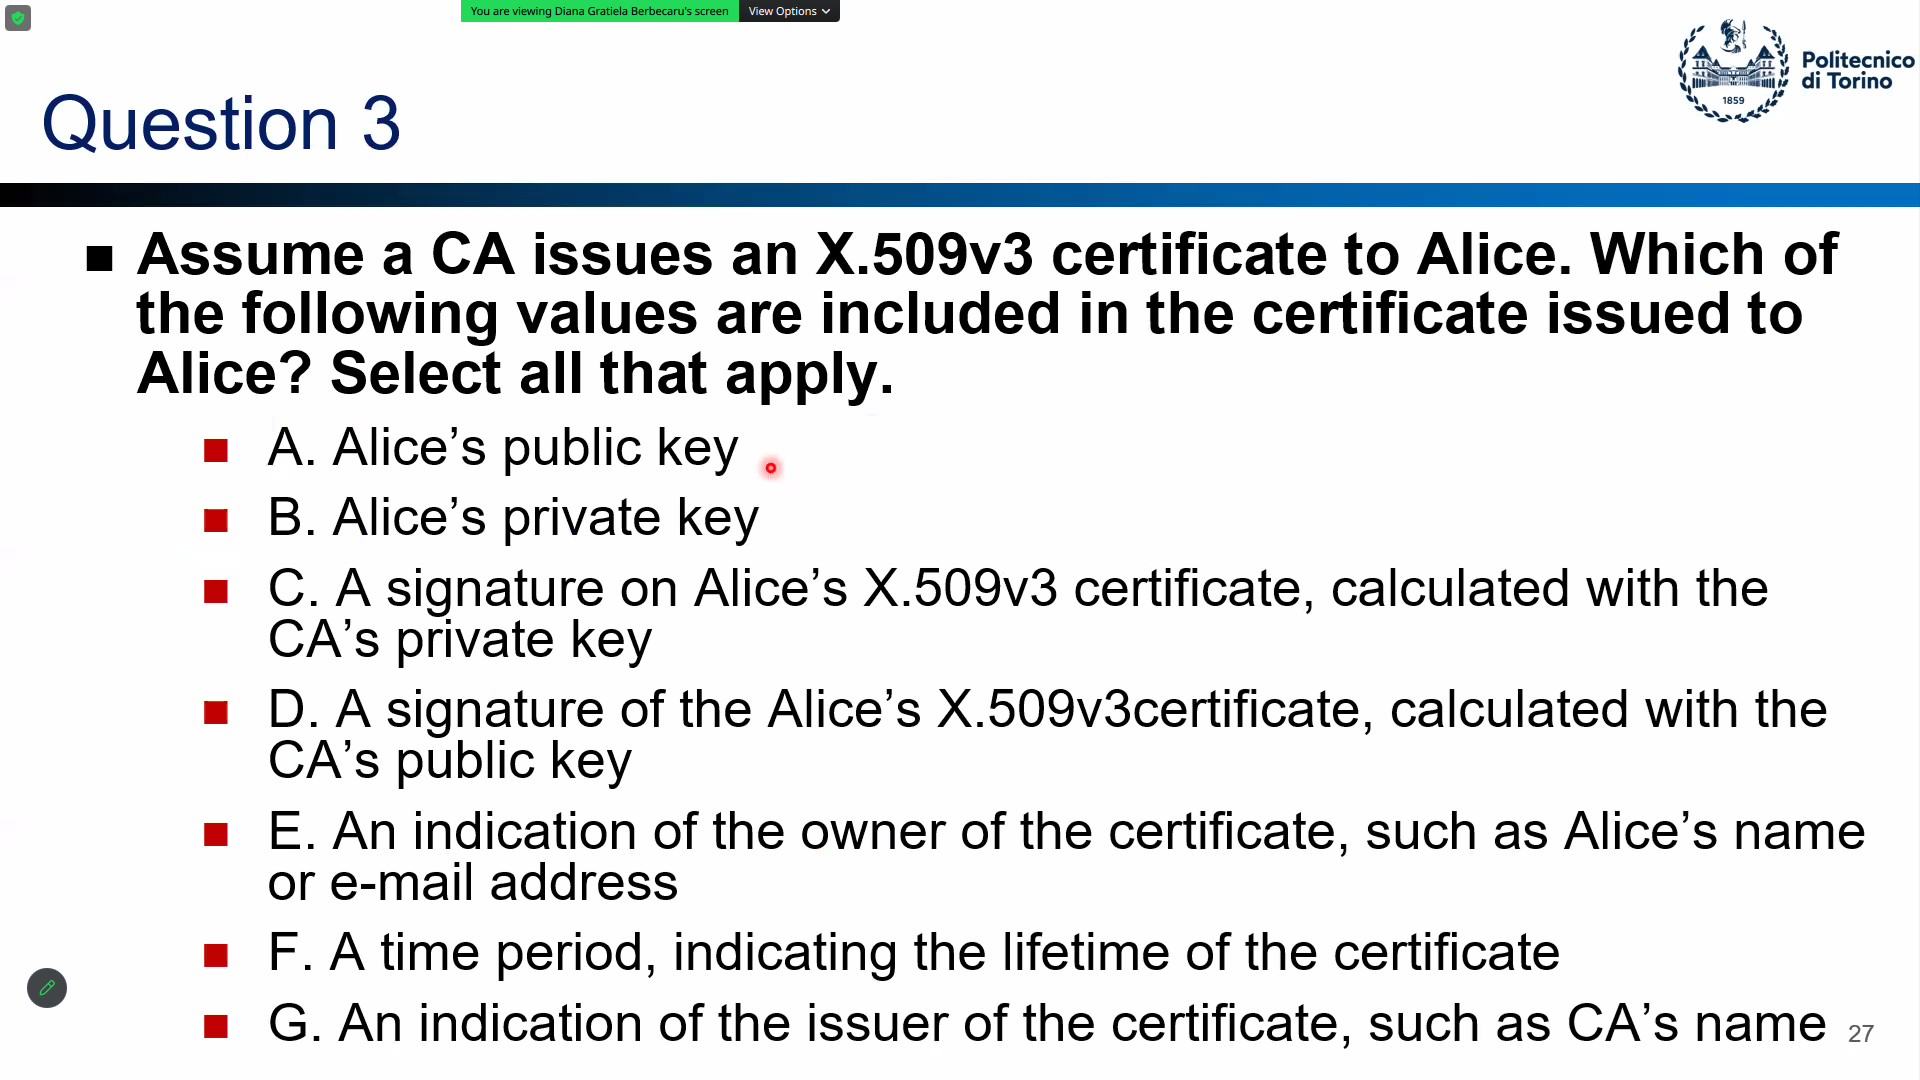 You are viewing Diana Gratiela Berbecaru's screen
View Options
Politecnico
di Torino
1859
Question 3
Assume a CA issues an X.509v3 certificate to Alice. Which of
the following values are included in the certificate issued to
Alice? Select all that apply.
A. Alice’s public key
B. Alice’s private key
C. A signature on Alice’s X.509v3 certificate, calculated with the
CA’s private key
D. A signature of the Alice’s X.509v3certificate, calculated with the
CA’s public key
E. An indication of the owner of the certificate, such as Alice’s name
or e-mail address
F. A time period, indicating the lifetime of the certificate
G. An indication of the issuer of the certificate, such as CA’s name
27